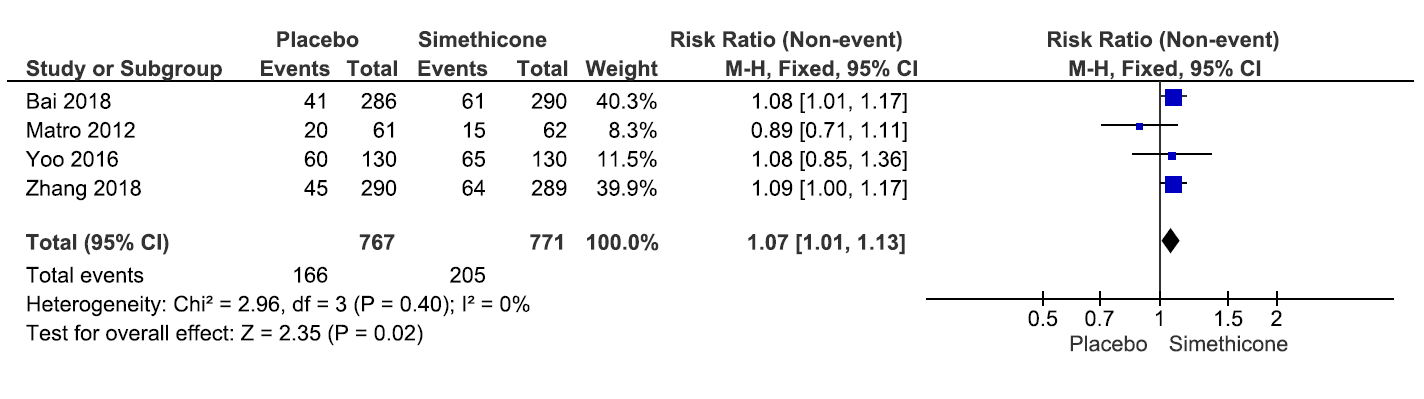 Placebo Simethicone Risk Ratio (Non-event) Risk Ratio (Non-event)
Study or Subgroup Events Total Events Total Weight M-H, Fixed, 95% CI M-H, Fixed, 95% CI
Bai 2018 41 286 61 290 40.3% 1.08 [1.01, 1.17]
Matro 2012 20 61 15 62 8.3% 0.89 [0.71, 1.11]
Yoo 2016 60 130 65 130 11.5% 1.08 [0.85, 1.36]
Zhang 2018 45 290 64 289 39.9% 1.09 [1.00, 1.17]
Total (95% CI) 767 771 100.0% 1.07 [1.01, 1.13]
Total events 166 205
Heterogeneity: Chi² = 2.96, df = 3 (P = 0.40); I² = 0%
Test for overall effect: Z = 2.35 (P = 0.02)
0.5 0.7 1 1.5 2
Placebo Simethicone